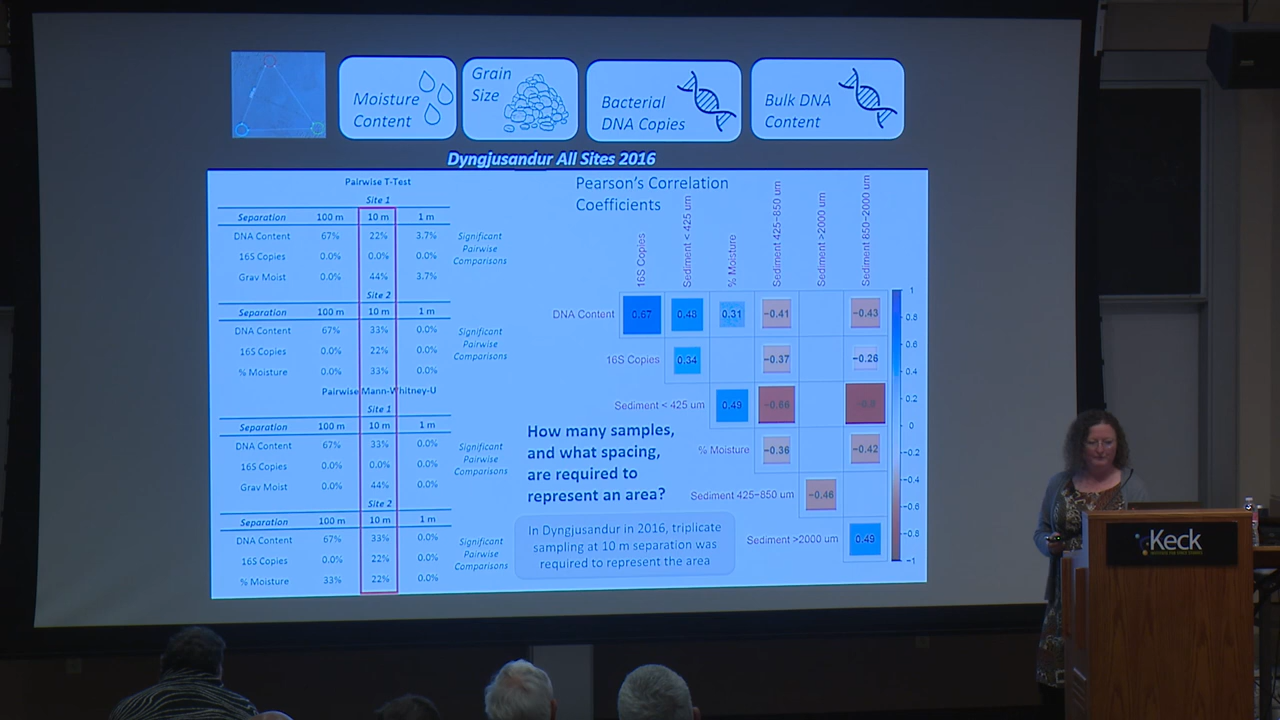 Moisture
Content
Grain
Size
Bacterial
DNA Copies
Bulk DNA
Content
Dyngjusandur All Sites 2016
Pairwise T-Test
Site 1
Separation 100 m 10 m 1 m
DNA Content 67% 22% 3.7%
16S Copies 0.0% 0.0% 0.0%
Grav Moist 0.0% 44% 3.7%
Significant
Pairwise
Comparisons
Site 2
Separation 100 m 10 m 1 m
DNA Content 67% 33% 0.0%
16S Copies 0.0% 22% 0.0%
% Moisture 0.0% 33% 0.0%
Significant
Pairwise
Comparisons
Pairwise Mann-Whitney-U
Site 1
Separation 100 m 10 m 1 m
DNA Content 67% 33% 0.0%
16S Copies 0.0% 0.0% 0.0%
Grav Moist 0.0% 44% 0.0%
Significant
Pairwise
Comparisons
Site 2
Separation 100 m 10 m 1 m
DNA Content 67% 33% 0.0%
16S Copies 0.0% 22% 0.0%
% Moisture 33% 22% 0.0%
Significant
Pairwise
Comparisons
Pearson's Correlation
Coefficients
16S Copies
Sediment < 425 um
% Moisture
Sediment 425−850 um
Sediment >2000 um
Sediment 850−2000 um
DNA Content 0.67 0.48 0.31 −0.41 −0.43
16S Copies 0.34 −0.37 −0.26
Sediment < 425 um 0.49 −0.66
% Moisture −0.36 −0.42
Sediment 425−850 um −0.46
Sediment >2000 um 0.49
1
0.8
0.6
0.4
0.2
0
−0.2
−0.4
−0.6
−0.8
−1
How many samples,
and what spacing,
are required to
represent an area?
In Dyngjusandur in 2016, triplicate
sampling at 10 m separation was
required to represent the area
Keck